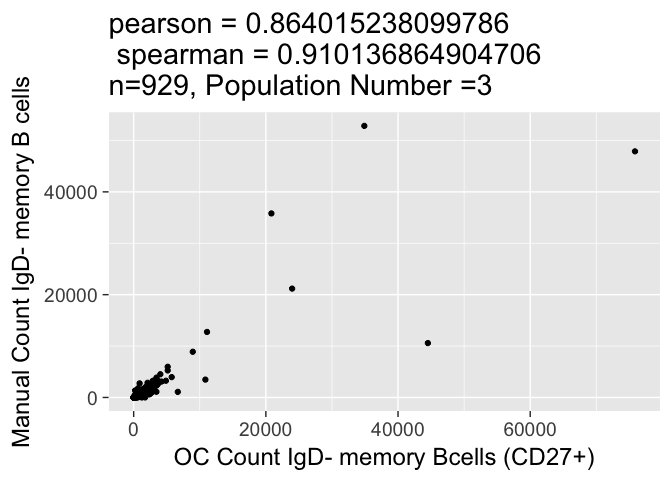 pearson = 0.864015238099786
spearman = 0.910136864904706
n=929, Population Number =3
Manual Count IgD- memory B cells
40000
20000
0
0 20000 40000 60000
OC Count IgD- memory Bcells (CD27+)